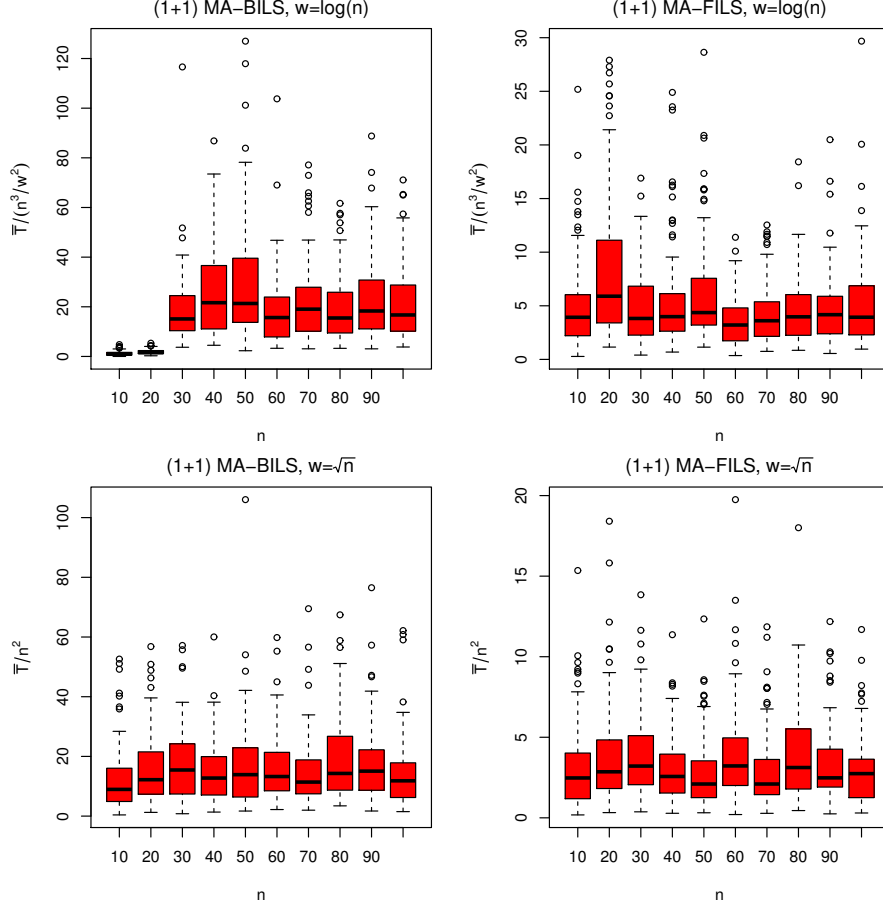 (1+1) MA−BILS, w=log(n)
T̅/(n³/w²)
120
100
80
60
40
20
0
10 20 30 40 50 60 70 80 90
n
(1+1) MA−FILS, w=log(n)
T̅/(n³/w²)
30
25
20
15
10
5
0
10 20 30 40 50 60 70 80 90
n
(1+1) MA−BILS, w=√n
T̅/n²
100
80
60
40
20
0
10 20 30 40 50 60 70 80 90
n
(1+1) MA−FILS, w=√n
T̅/n²
20
15
10
5
0
10 20 30 40 50 60 70 80 90
n